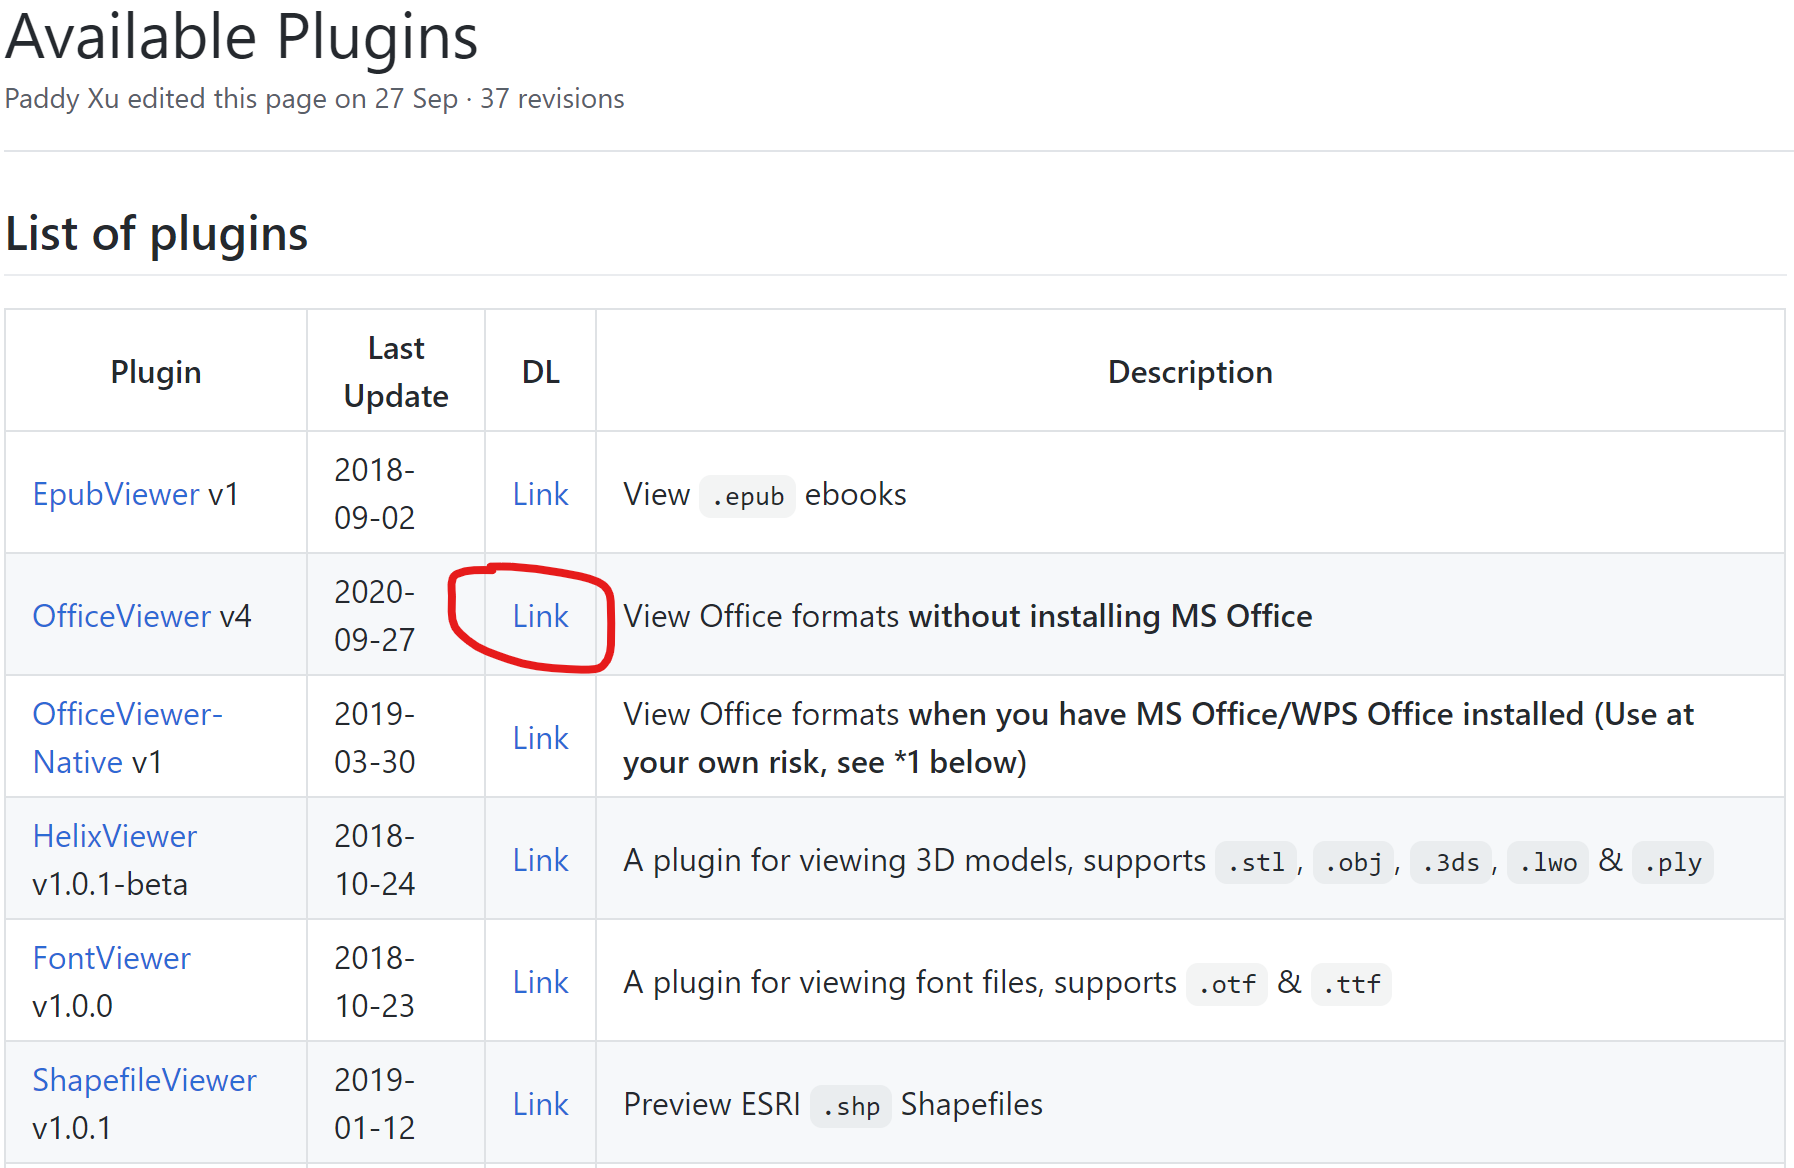 Available Plugins
Paddy Xu edited this page on 27 Sep · 37 revisions
List of plugins
Plugin
Last
Update
DL
Description
EpubViewer v1
2018-
09-02
Link
View .epub ebooks
OfficeViewer v4
2020-
09-27
Link
View Office formats without installing MS Office
OfficeViewer-
Native v1
2019-
03-30
Link
View Office formats when you have MS Office/WPS Office installed (Use at
your own risk, see *1 below)
HelixViewer
v1.0.1-beta
2018-
10-24
Link
A plugin for viewing 3D models, supports .stl, .obj, .3ds, .lwo & .ply
FontViewer
v1.0.0
2018-
10-23
Link
A plugin for viewing font files, supports .otf & .ttf
ShapefileViewer
v1.0.1
2019-
01-12
Link
Preview ESRI .shp Shapefiles